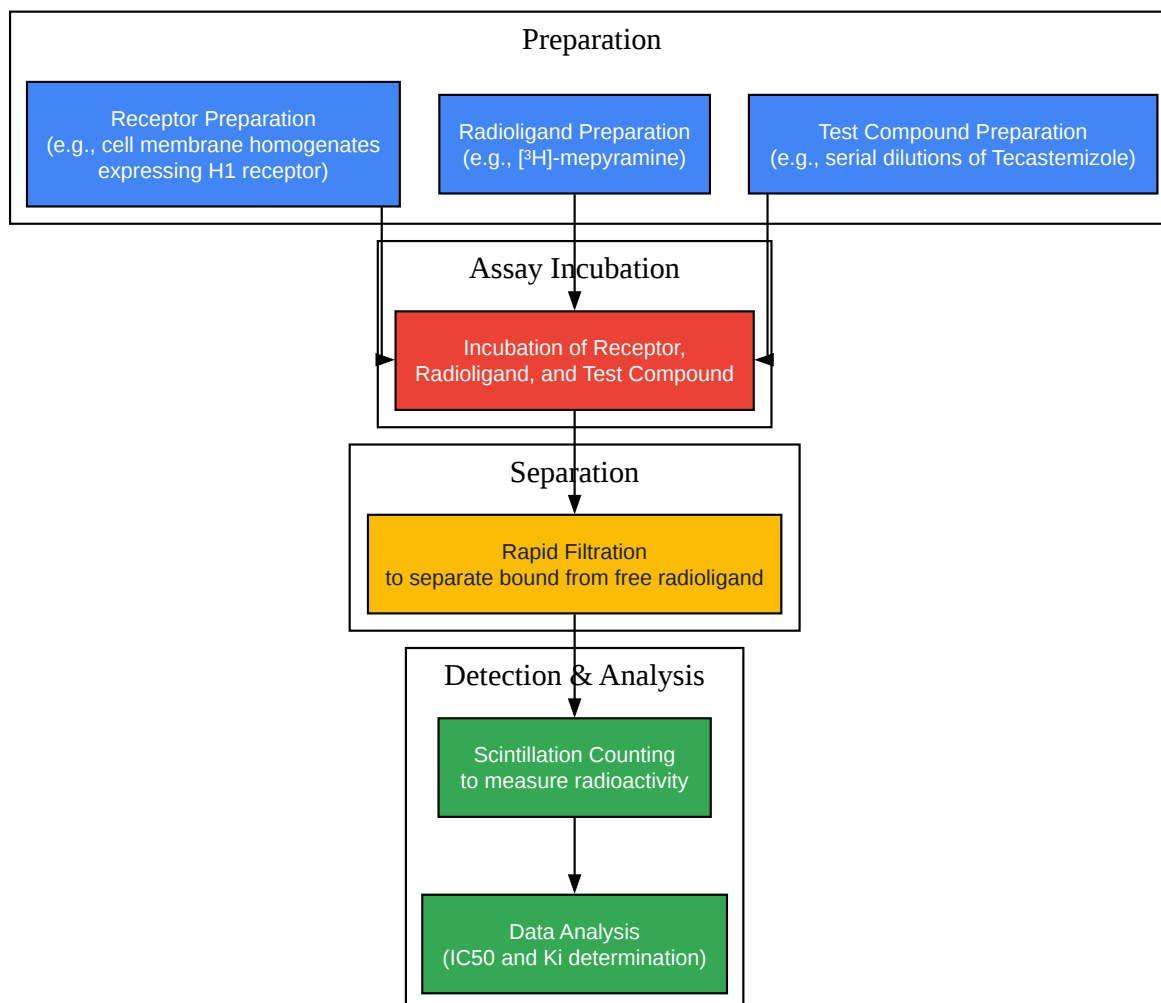 Preparation
Receptor Preparation
(e.g., cell membrane homogenates
expressing H1 receptor)
Radioligand Preparation
(e.g., [³H]-mepyramine)
Test Compound Preparation
(e.g., serial dilutions of Tecastemizole)
Assay Incubation
Incubation of Receptor,
Radioligand, and Test Compound
Separation
Rapid Filtration
to separate bound from free radioligand
Detection & Analysis
Scintillation Counting
to measure radioactivity
Data Analysis
(IC50 and Ki determination)